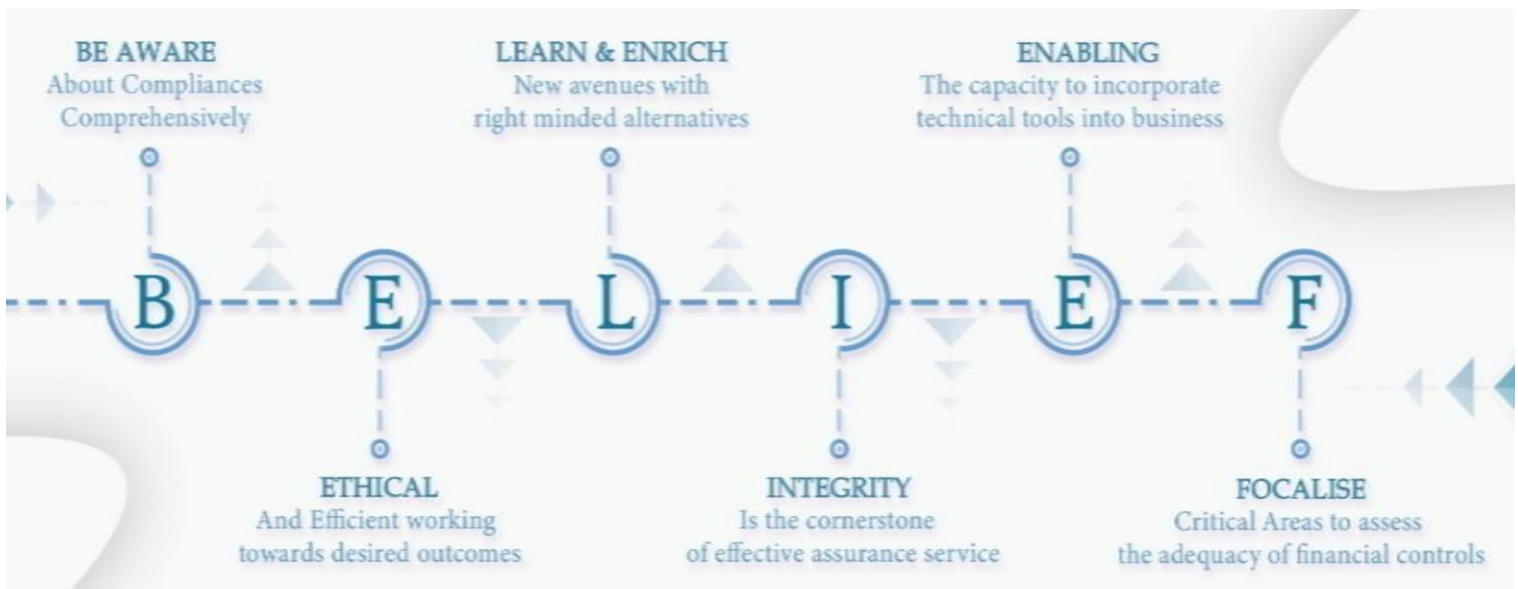 BE AWARE
About Compliances
Comprehensively
LEARN & ENRICH
New avenues with
right minded alternatives
ENABLING
The capacity to incorporate
technical tools into business
B E L I E F
ETHICAL
And Efficient working
towards desired outcomes
INTEGRITY
Is the cornerstone
of effective assurance service
FOCALISE
Critical Areas to assess
the adequacy of financial controls